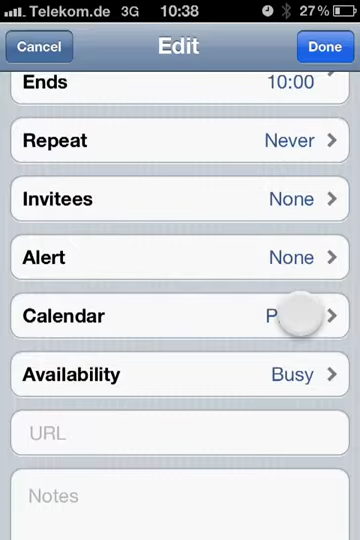 Telekom.de 3G 10:38 27%
Cancel Edit Done
Ends 10:00
Repeat Never
Invitees None
Alert None
Calendar
Availability Busy
URL
Notes